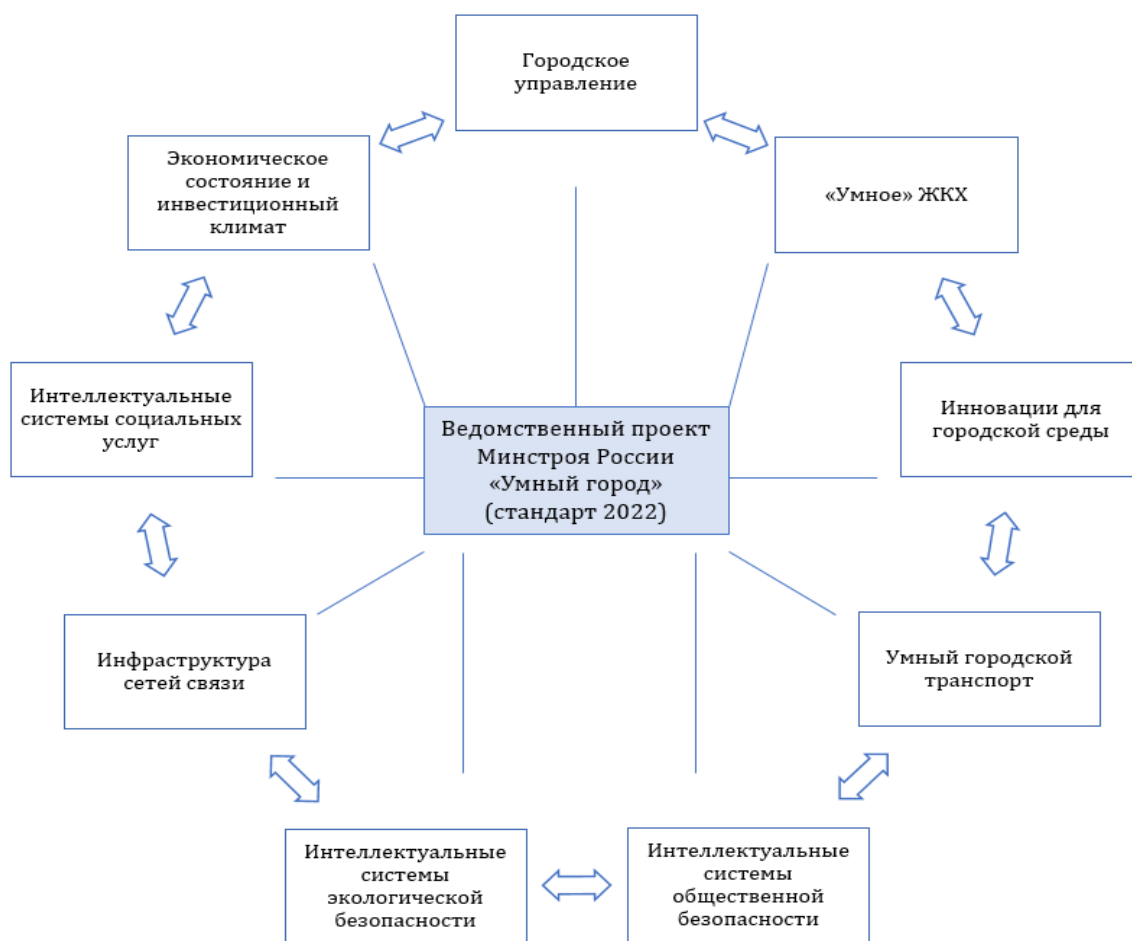 Городское
управление
Экономическое
состояние и
инвестиционный
климат
«Умное» ЖКХ
Интеллектуальные
системы социальных
услуг
Ведомственный проект
Минстроя России
«Умный город»
(стандарт 2022)
Инновации для
городской среды
Инфраструктура
сетей связи
Умный городской
транспорт
Интеллектуальные
системы
экологической
безопасности
Интеллектуальные
системы
общественной
безопасности